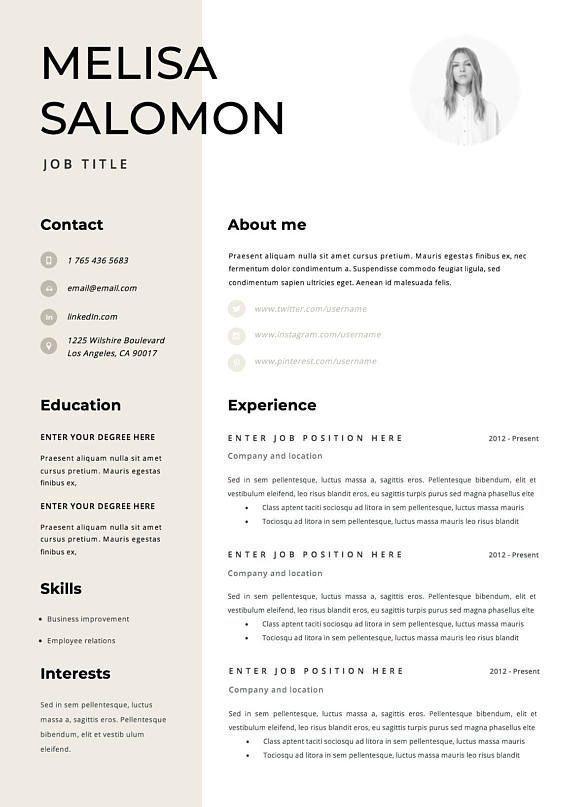 MELISA
SALOMON
JOB TITLE
Contact
1 765 436 5683
email@email.com
linkedIn.com
1225 Wilshire Boulevard
Los Angeles, CA 90017
Education
ENTER YOUR DEGREE HERE
Praesent aliquam nulla sit amet
cursus pretium. Mauris egestas
finibus ex,
ENTER YOUR DEGREE HERE
Praesent aliquam nulla sit amet
cursus pretium. Mauris egestas
finibus ex,
Skills
• Business improvement
• Employee relations
Interests
Sed in sem pellentesque, luctus
massa a, sagittis eros. Pellentesque
bibendum, elit et vestib ulum
eleifend.
About me
Praesent aliquam nulla sit amet cursus pretium. Mauris egestas finibus ex, nec
fermentum dolor condimentum a. Suspendisse commodo feugiat ligula, sed
condimentum sapien ultricies eget. Aenean id malesuada felis.
www.twitter.com/username
www.instagram.com/username
www.pinterest.com/username
Experience
ENTER JOB POSITION HERE 2012 - Present
Company and location
Sed in sem pellentesque, luctus massa a, sagittis eros. Pellentesque bibendum, elit et
vestibulum eleifend, leo risus blandit eros, eu sagittis turpis purus sed magna phasellus elite
• Class aptent taciti sociosqu ad litora in sem pellentesque, luctus massa mauris
• Tociosqu ad litora in sem pellentesque, luctus massa mauris leo risus blandit
ENTER JOB POSITION HERE 2012 - Present
Company and location
Sed in sem pellentesque, luctus massa a, sagittis eros. Pellentesque bibendum, elit et
vestibulum eleifend, leo risus blandit eros, eu sagittis turpis purus sed magna phasellus elite
• Class aptent taciti sociosqu ad litora in sem pellentesque, luctus massa mauris
• Tociosqu ad litora in sem pellentesque, luctus massa mauris leo risus blandit
ENTER JOB POSITION HERE 2012 - Present
Company and location
Sed in sem pellentesque, luctus massa a, sagittis eros. Pellentesque bibendum, elit et
vestibulum eleifend, leo risus blandit eros, eu sagittis turpis purus sed magna phasellus elite
• Class aptent taciti sociosqu ad litora in sem pellentesque, luctus massa mauris
• Tociosqu ad litora in sem pellentesque, luctus massa mauris leo risus blandit